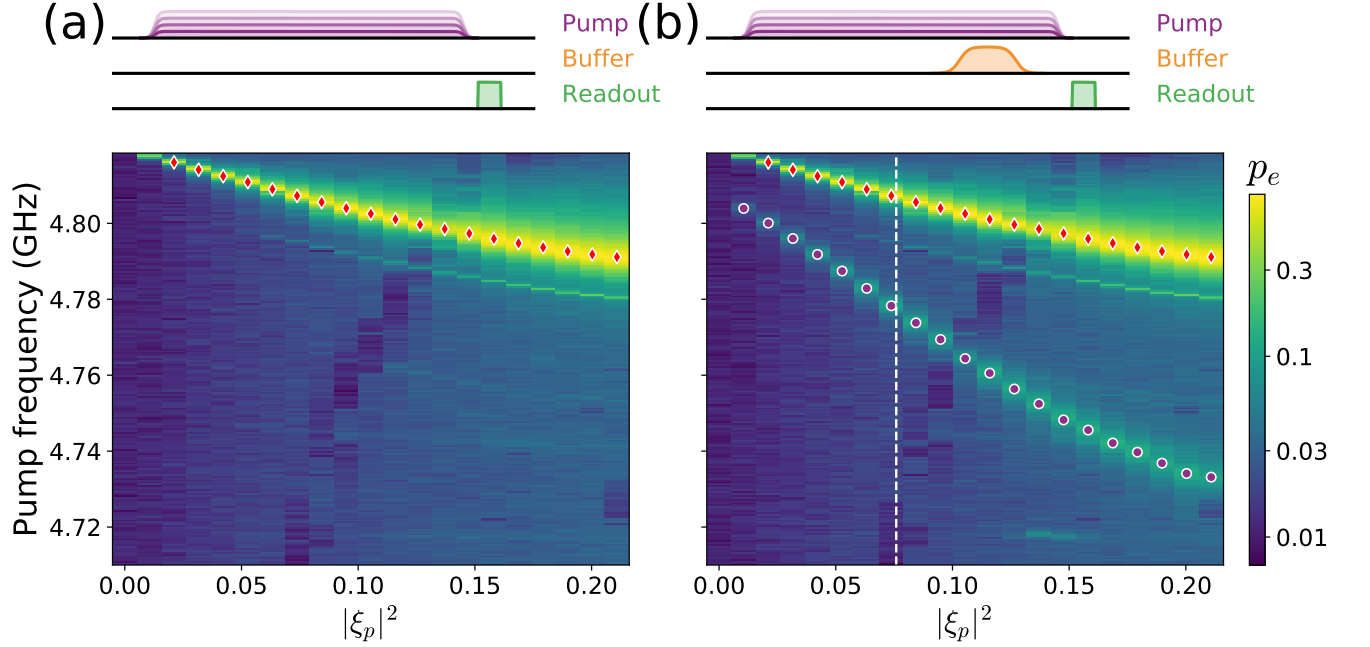 (a)
Pump
Buffer
Readout
(b)
Pump
Buffer
Readout
Pump frequency (GHz)
4.80
4.78
4.76
4.74
4.72
0.00 0.05 0.10 0.15 0.20
|ξ_p|²
0.00 0.05 0.10 0.15 0.20
|ξ_p|²
p_e
0.3
0.1
0.03
0.01